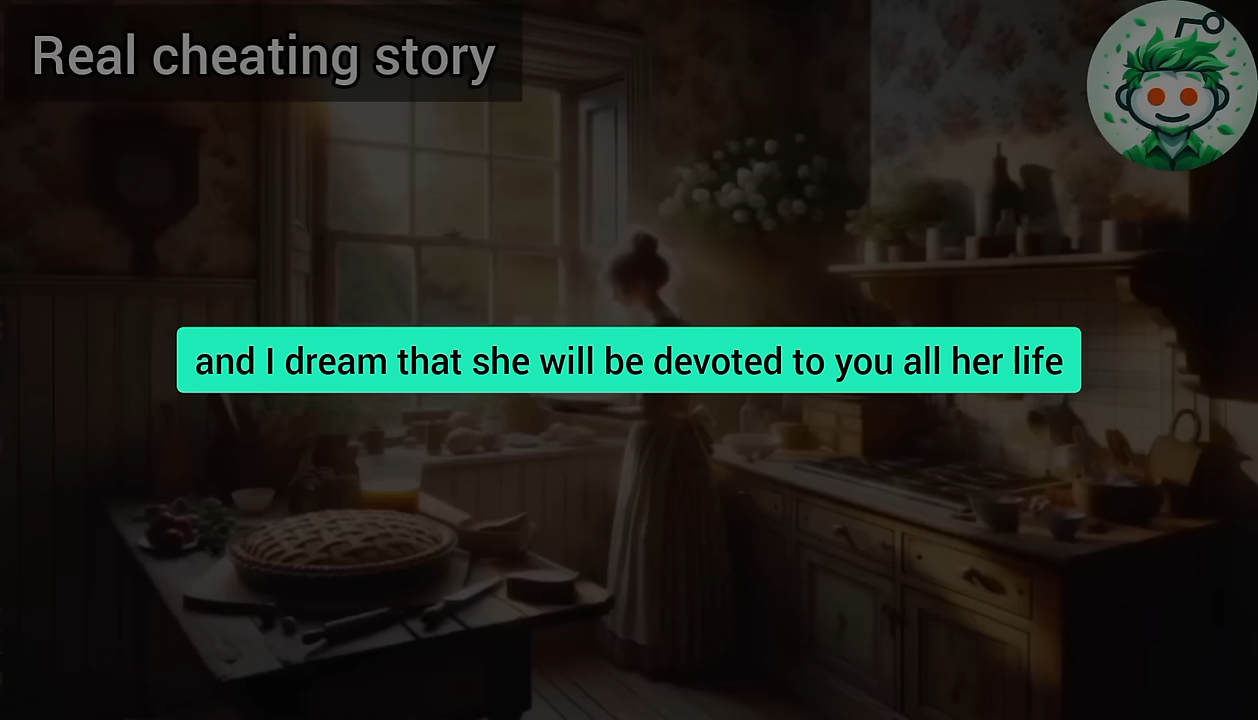 Real cheating story
and I dream that she will be devoted to you all her life